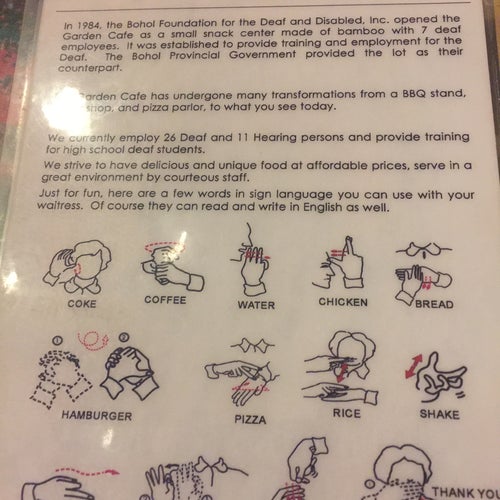 In 1984, the Bohol Foundation for the Deaf and Disabled, Inc. opened the
Garden Cafe as a small snack center made of bamboo with 7 deaf
employees. It was established to provide training and employment for the
Deaf. The Bohol Provincial Government provided the lot as their
counterpart.
Garden Cafe has undergone many transformations from a BBQ stand,
shop, and pizza parlor, to what you see today.
We currently employ 26 Deaf and 11 Hearing persons and provide training
for high school deaf students.
We strive to have delicious and unique food at affordable prices, serve in a
great environment by courteous staff.
Just for fun, here are a few words in sign language you can use with your
waitress. Of course they can read and write in English as well.
COKE COFFEE WATER CHICKEN BREAD
1 2
HAMBURGER PIZZA RICE SHAKE
THANK YOU